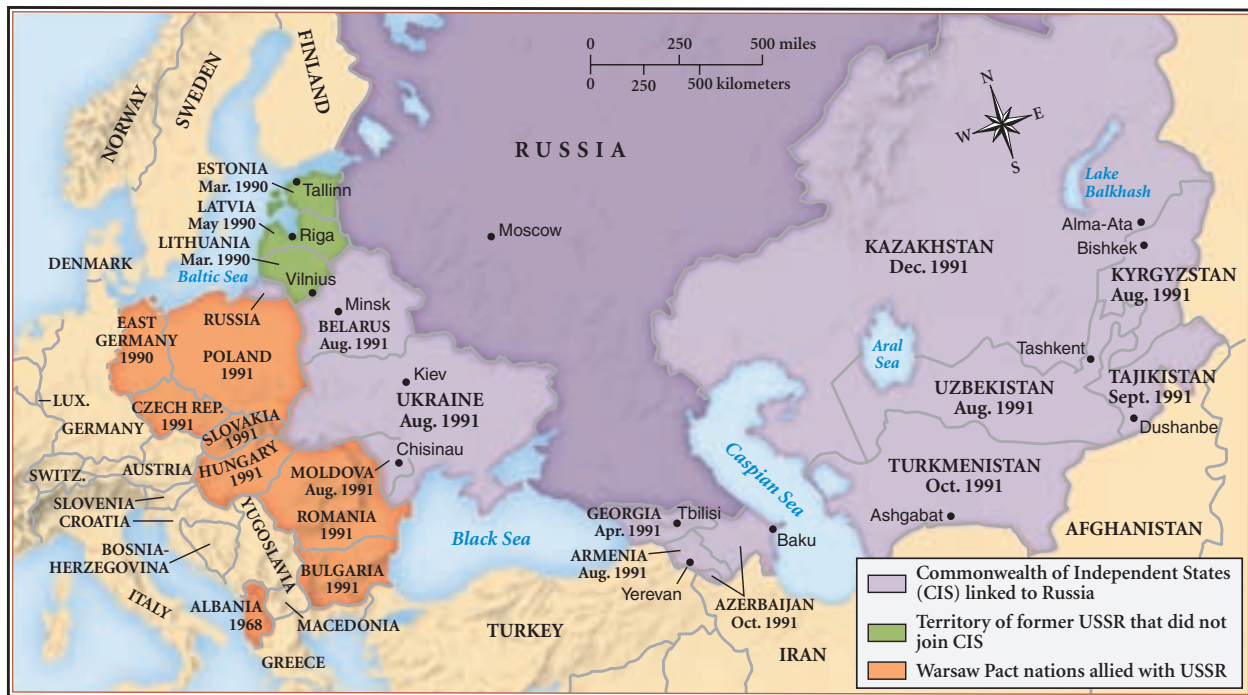 NORWAY
SWEDEN
FINLAND
0 250 500 miles
0 250 500 kilometers
N
E
S
W
RUSSIA
ESTONIA
Mar. 1990
Tallinn
LATVIA
May 1990
Riga
LITHUANIA
Mar. 1990
Vilnius
Baltic Sea
DENMARK
Moscow
Lake
Balkhash
Alma-Ata
Bishkek
KAZAKHSTAN
Dec. 1991
KYRGYZSTAN
Aug. 1991
RUSSIA
Minsk
BELARUS
Aug. 1991
EAST
GERMANY
1990
POLAND
1991
Aral
Sea
Tashkent
TAJIKISTAN
Sept. 1991
Dushanbe
UZBEKISTAN
Aug. 1991
Kiev
UKRAINE
Aug. 1991
LUX.
GERMANY
CZECH REP.
1991
SLOVAKIA
1991
Chisinau
SWITZ.
AUSTRIA
HUNGARY
1991
MOLDOVA
Aug. 1991
Caspian Sea
TURKMENISTAN
Oct. 1991
Ashgabat
SLOVENIA
CROATIA
ROMANIA
1991
GEORGIA
Apr. 1991
Tbilisi
Baku
AFGHANISTAN
BOSNIA-
HERZEGOVINA
YUGOSLAVIA
Black Sea
ARMENIA
Aug. 1991
Yerevan
BULGARIA
1991
ITALY
ALBANIA
1968
MACEDONIA
AZERBAIJAN
Oct. 1991
TURKEY
GREECE
IRAN
Commonwealth of Independent States
(CIS) linked to Russia
Territory of former USSR that did not
join CIS
Warsaw Pact nations allied with USSR